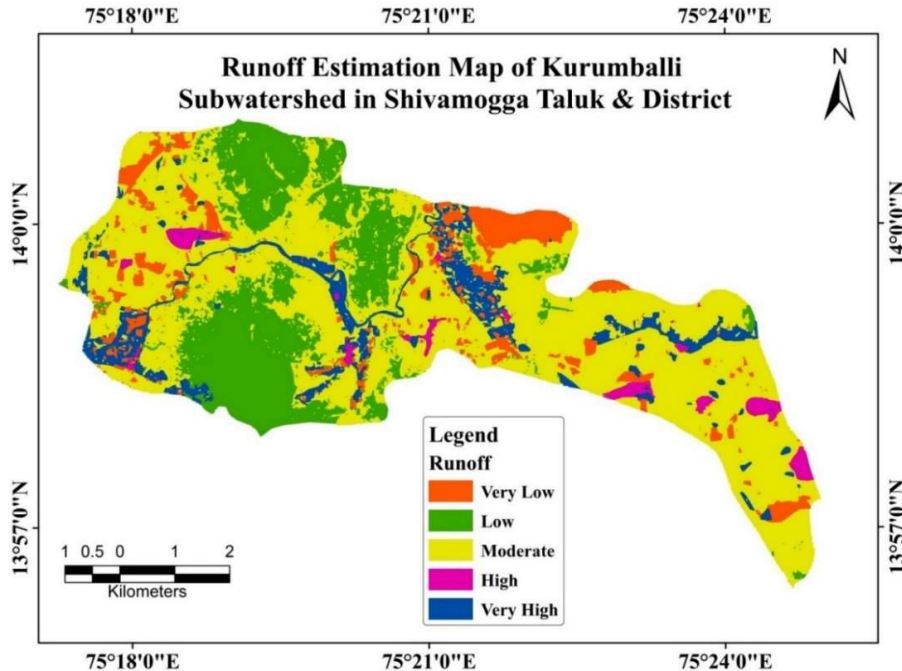 75°18'0"E 75°21'0"E 75°24'0"E
Runoff Estimation Map of Kurumballi
Subwatershed in Shivamogga Taluk & District
N
14°0'0"N 14°0'0"N
Legend
Runoff
Very Low
Low
Moderate
High
Very High
13°57'0"N 13°57'0"N
1 0.5 0 1 2
Kilometers
75°18'0"E 75°21'0"E 75°24'0"E